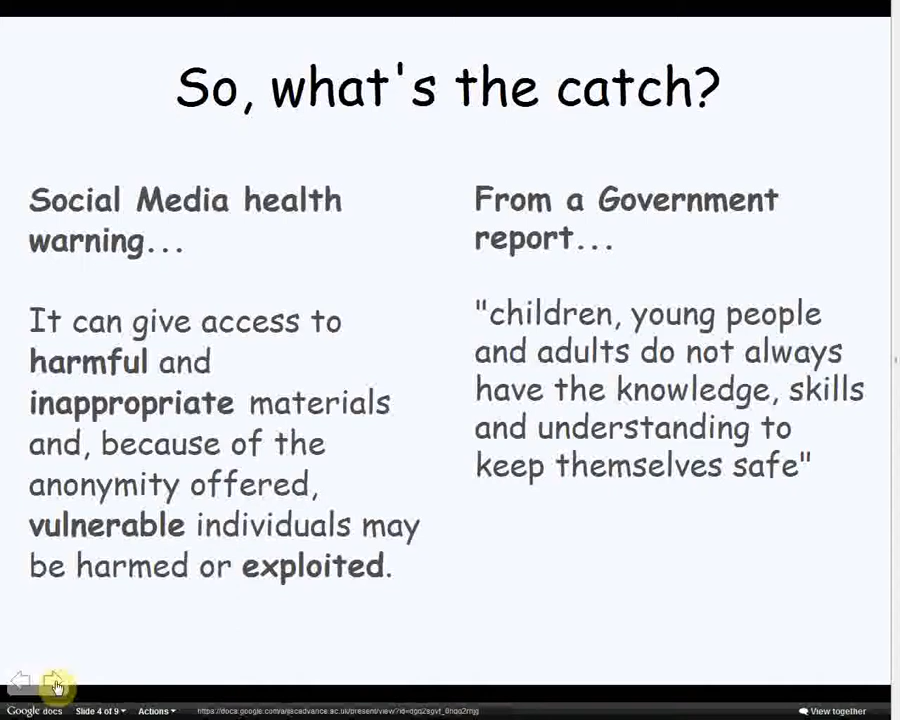 So, what's the catch?
Social Media health
warning...
It can give access to
harmful and
inappropriate materials
and, because of the
anonymity offered,
vulnerable individuals may
be harmed or exploited.
From a Government
report...
"children, young people
and adults do not always
have the knowledge, skills
and understanding to
keep themselves safe"
Google docs Slide 4 of 9 Actions View together